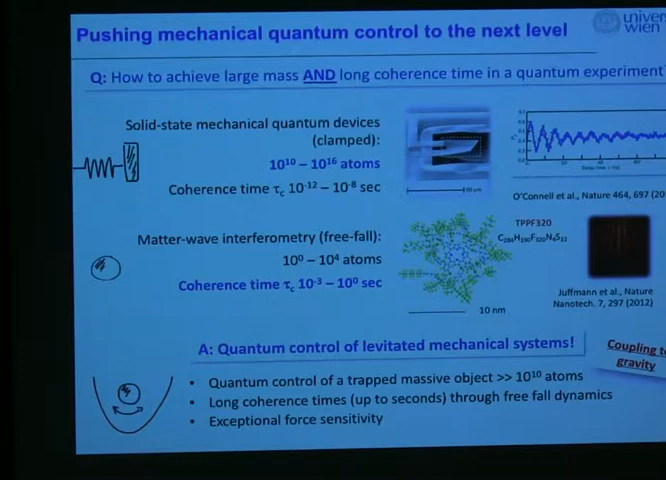 Pushing mechanical quantum control to the next level
univer
wien
Q: How to achieve large mass AND long coherence time in a quantum experiment?
Solid-state mechanical quantum devices
(clamped):
10¹⁰ – 10¹⁶ atoms
Coherence time τc 10⁻¹² – 10⁻⁸ sec
O'Connell et al., Nature 464, 697 (20
Matter-wave interferometry (free-fall):
10⁰ – 10⁴ atoms
Coherence time τc 10⁻³ – 10⁰ sec
TPPF320
10 nm
Juffmann et al., Nature
Nanotech. 7, 297 (2012)
A: Quantum control of levitated mechanical systems!
Coupling to
gravity
• Quantum control of a trapped massive object >> 10¹⁰ atoms
• Long coherence times (up to seconds) through free fall dynamics
• Exceptional force sensitivity